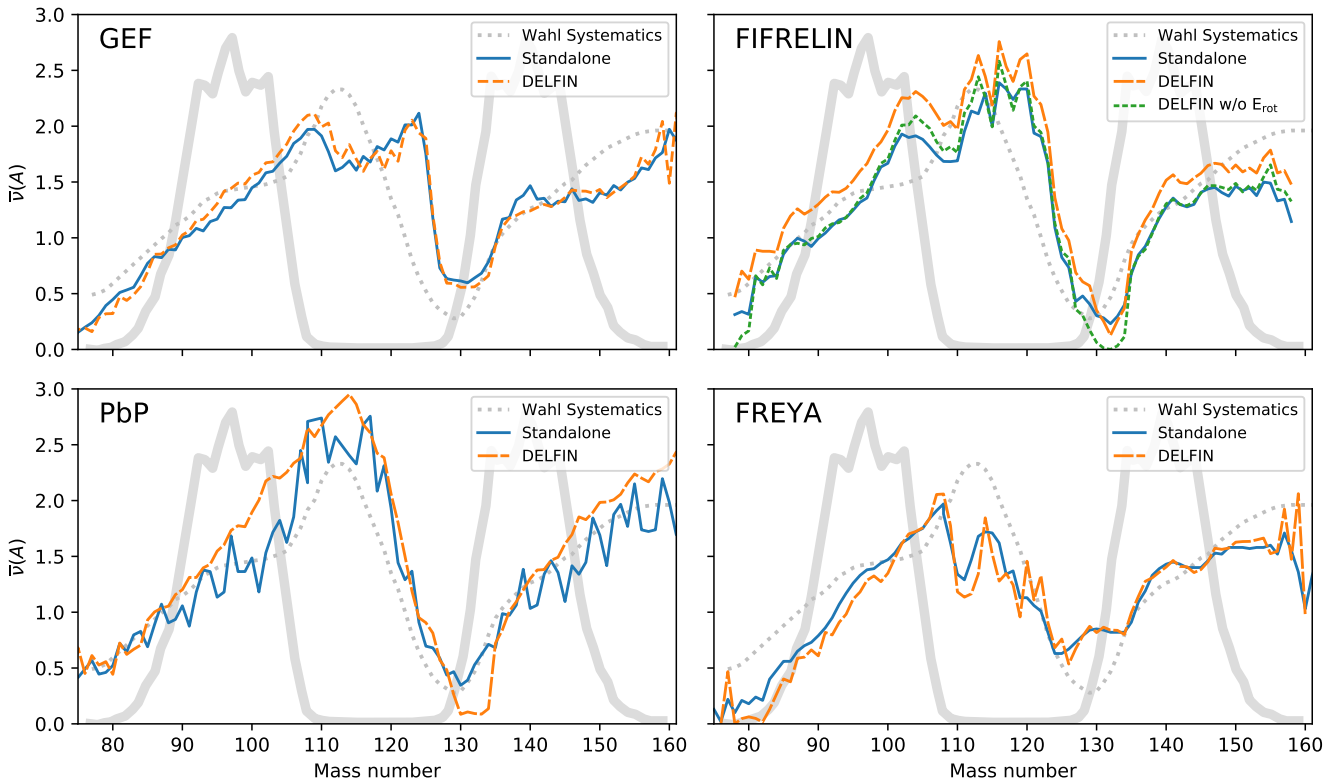 GEF
Wahl Systematics
Standalone
DELFIN
3.0
2.5
2.0
1.5
1.0
0.5
0.0
ν̅(A)
FIFRELIN
Wahl Systematics
Standalone
DELFIN
DELFIN w/o E_rot
PbP
Wahl Systematics
Standalone
DELFIN
3.0
2.5
2.0
1.5
1.0
0.5
0.0
ν̅(A)
80 90 100 110 120 130 140 150 160
Mass number
FREYA
Wahl Systematics
Standalone
DELFIN
80 90 100 110 120 130 140 150 160
Mass number